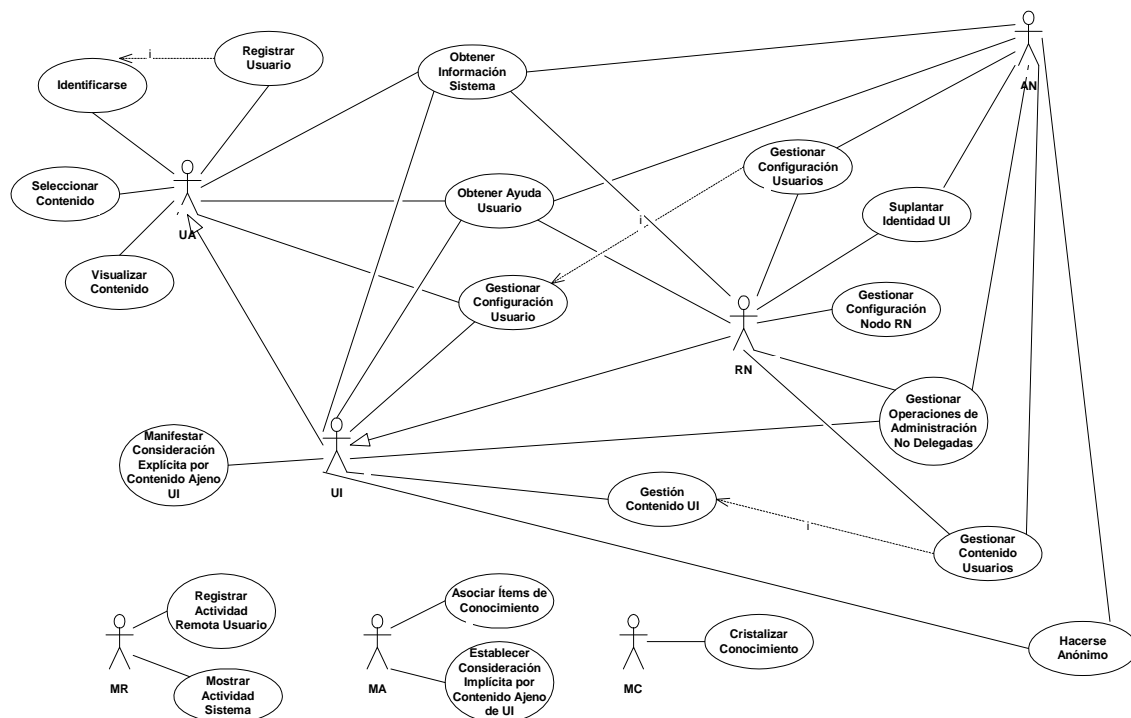 AN
i
Registrar
Usuario
Obtener
Información
Sistema
Identificarse
Gestionar
Configuración
Usuarios
Seleccionar
Contenido
UA
Obtener Ayuda
Usuario
Suplantar
Identidad UI
i
Visualizar
Contenido
Gestionar
Configuración
Usuario
Gestionar
Configuración
Nodo RN
RN
Gestionar
Operaciones de
Administración
No Delegadas
Manifestar
Consideración
Explícita por
Contenido Ajeno
UI
UI
Gestión
Contenido UI
i
Gestionar
Contenido
Usuarios
Registrar
Actividad
Remota Usuario
MR
Mostrar
Actividad
Sistema
Asociar Ítems de
Conocimiento
MA
Establecer
Consideración
Implícita por
Contenido Ajeno
de UI
MC
Cristalizar
Conocimiento
Hacerse
Anónimo